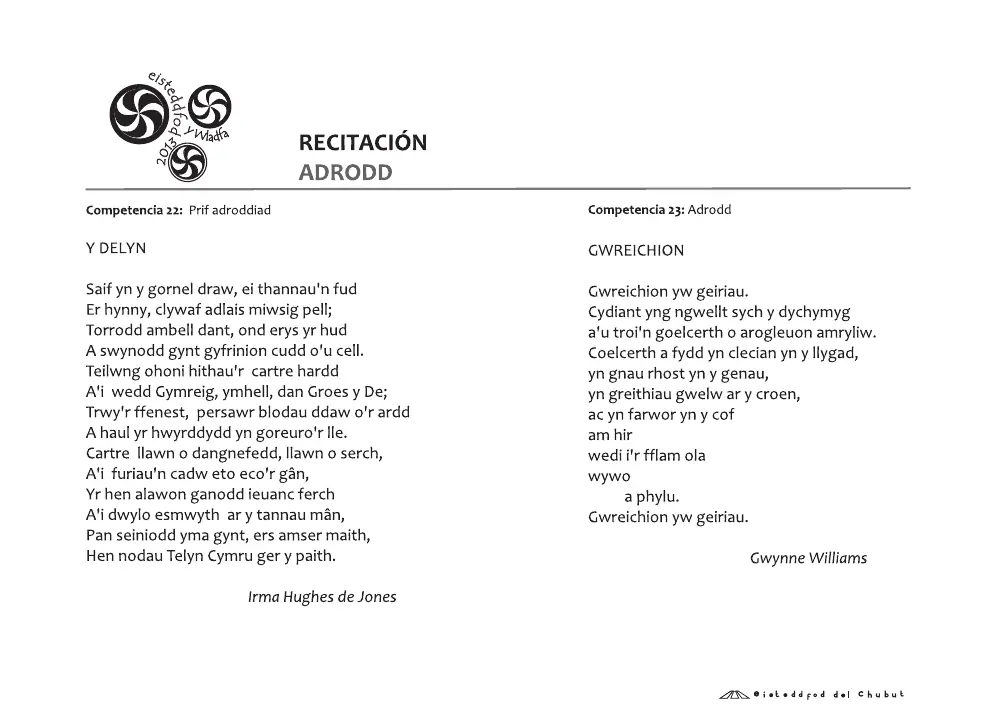 eisteddfod y Wladfa 2013
RECITACIÓN
ADRODD
Competencia 22: Prif adroddiad
Y DELYN
Saif yn y gornel draw, ei thannau'n fud
Er hynny, clywaf adlais miwsig pell;
Torrodd ambell dant, ond erys yr hud
A swynodd gynt gyfrinion cudd o'u cell.
Teilwng ohoni hithau'r cartre hardd
A'i wedd Gymreig, ymhell, dan Groes y De;
Trwy'r ffenest, persawr blodau ddaw o'r ardd
A haul yr hwyrddydd yn goreuro'r lle.
Cartre llawn o dangnefedd, llawn o serch,
A'i furiau'n cadw eto eco'r gân,
Yr hen alawon ganodd ieuanc ferch
A'i dwylo esmwyth ar y tannau mân,
Pan seiniodd yma gynt, ers amser maith,
Hen nodau Telyn Cymru ger y paith.
Irma Hughes de Jones
Competencia 23: Adrodd
GWREICHION
Gwreichion yw geiriau.
Cydiant yng ngwellt sych y dychymyg
a'u troi'n goelcerth o arogleuon amryliw.
Coelcerth a fydd yn clecian yn y llygad,
yn gnau rhost yn y genau,
yn greithiau gwelw ar y croen,
ac yn farwor yn y cof
am hir
wedi i'r fflam ola
wywo
a phylu.
Gwreichion yw geiriau.
Gwynne Williams
eisteddfod del Chubut